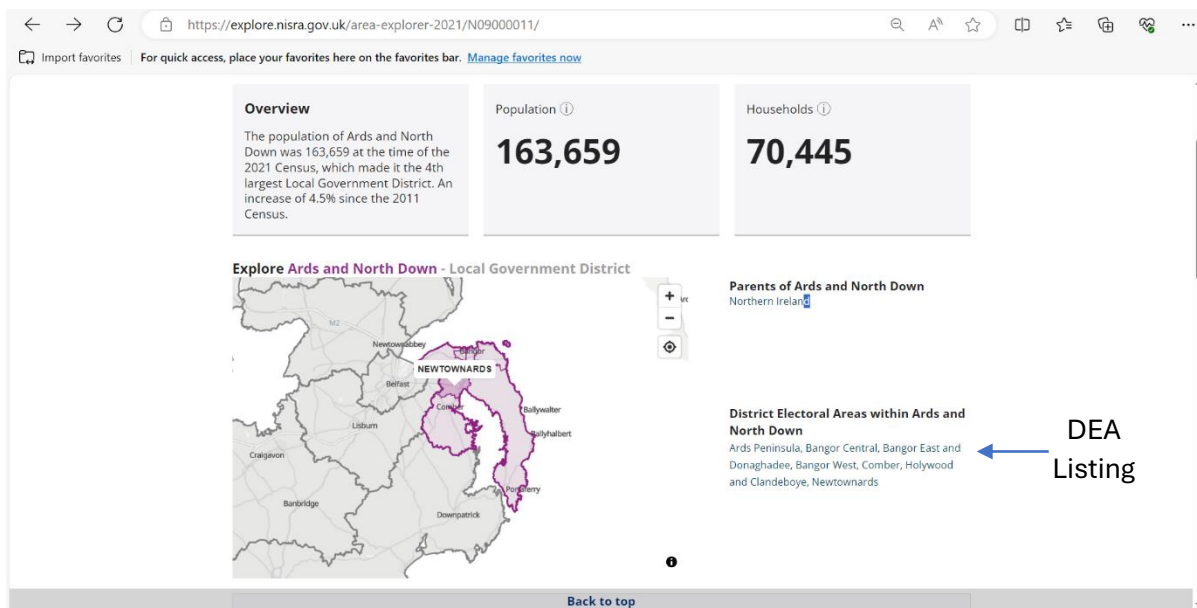 https://explore.nisra.gov.uk/area-explorer-2021/N09000011/
Import favorites
For quick access, place your favorites here on the favorites bar. Manage favorites now
Overview
The population of Ards and North
Down was 163,659 at the time of the
2021 Census, which made it the 4th
largest Local Government District. An
increase of 4.5% since the 2011
Census.
Population
163,659
Households
70,445
Explore Ards and North Down - Local Government District
M2
Newtownabbey
Bangor
NEWTOWNARDS
Belfast
Comber
Ballywalter
Lisburn
Ballyhalbert
Craigavon
Portaferry
Banbridge
Downpatrick
Parents of Ards and North Down
Northern Ireland
District Electoral Areas within Ards and
North Down
Ards Peninsula, Bangor Central, Bangor East and
Donaghadee, Bangor West, Comber, Holywood
and Clandeboye, Newtownards
DEA
Listing
Back to top